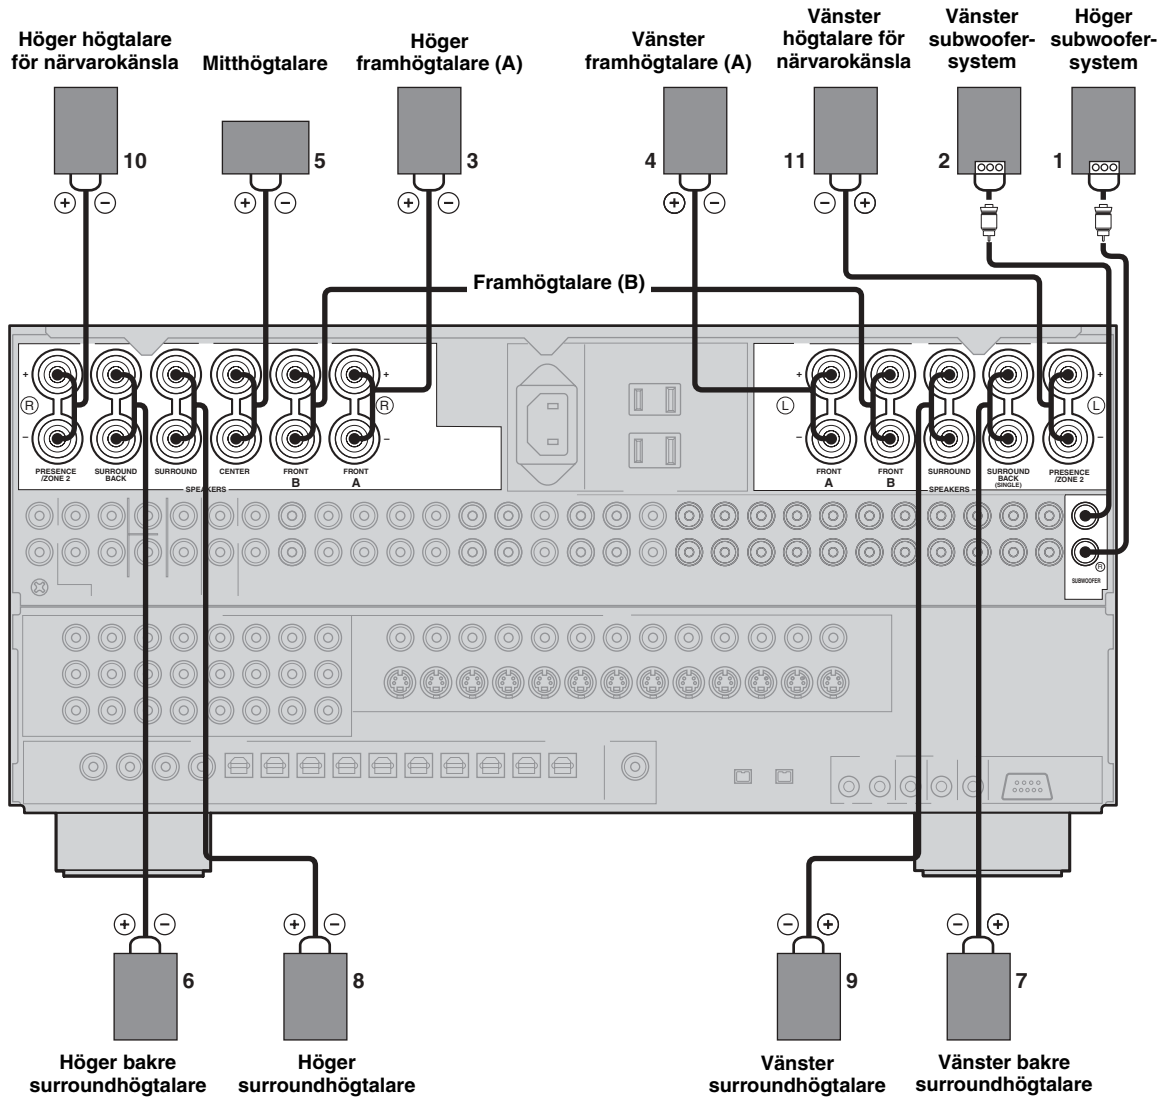 Höger högtalare
för närvarokänsla
Mitthögtalare
Höger
framhögtalare (A)
Vänster
framhögtalare (A)
Vänster
högtalare för
närvarokänsla
Vänster
subwoofer-
system
Höger
subwoofer-
system
10
5
3
4
11
2
1
+ −
+ −
+ −
+ −
− +
Framhögtalare (B)
+
R
−
+
R
−
PRESENCE
/ZONE 2
SURROUND
BACK
SURROUND
CENTER
FRONT
B
FRONT
A
SPEAKERS
+
L
−
+
L
−
FRONT
A
FRONT
B
SURROUND
SURROUND
BACK
(SINGLE)
PRESENCE
/ZONE 2
SPEAKERS
R
SUBWOOFER
+ −
+ −
− +
− +
6
8
9
7
Höger bakre
surroundhögtalare
Höger
surroundhögtalare
Vänster
surroundhögtalare
Vänster bakre
surroundhögtalare